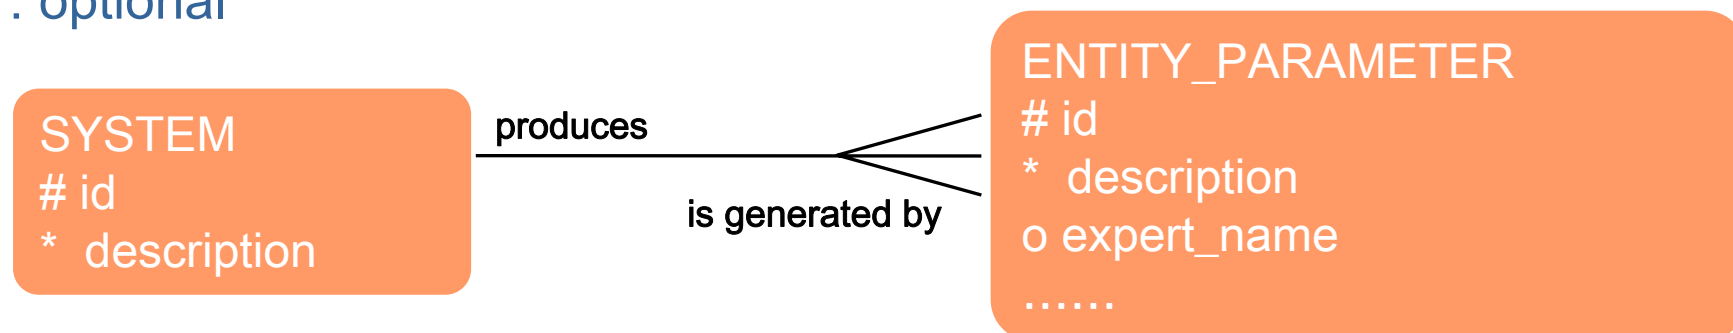 : optional
SYSTEM
# id
* description
produces
is generated by
ENTITY_PARAMETER
# id
* description
o expert_name
......